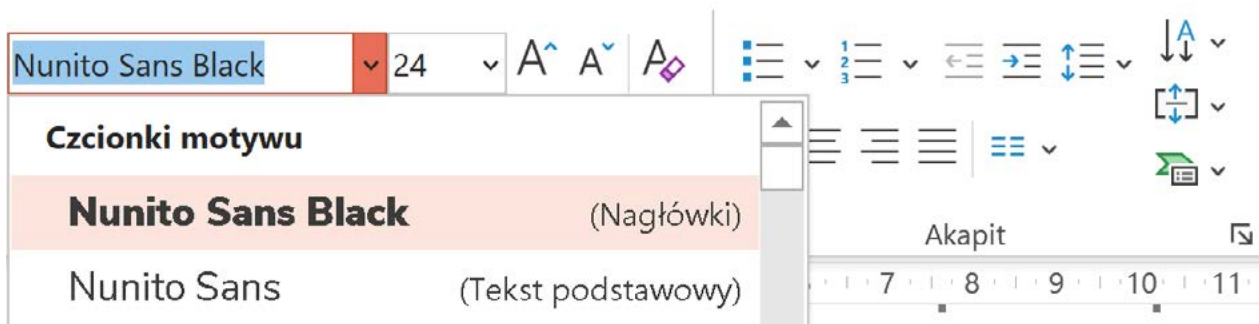 Nunito Sans Black 24
Czcionki motywu
Nunito Sans Black (Nagłówki)
Nunito Sans (Tekst podstawowy)
Akapit
7 8 9 10 11